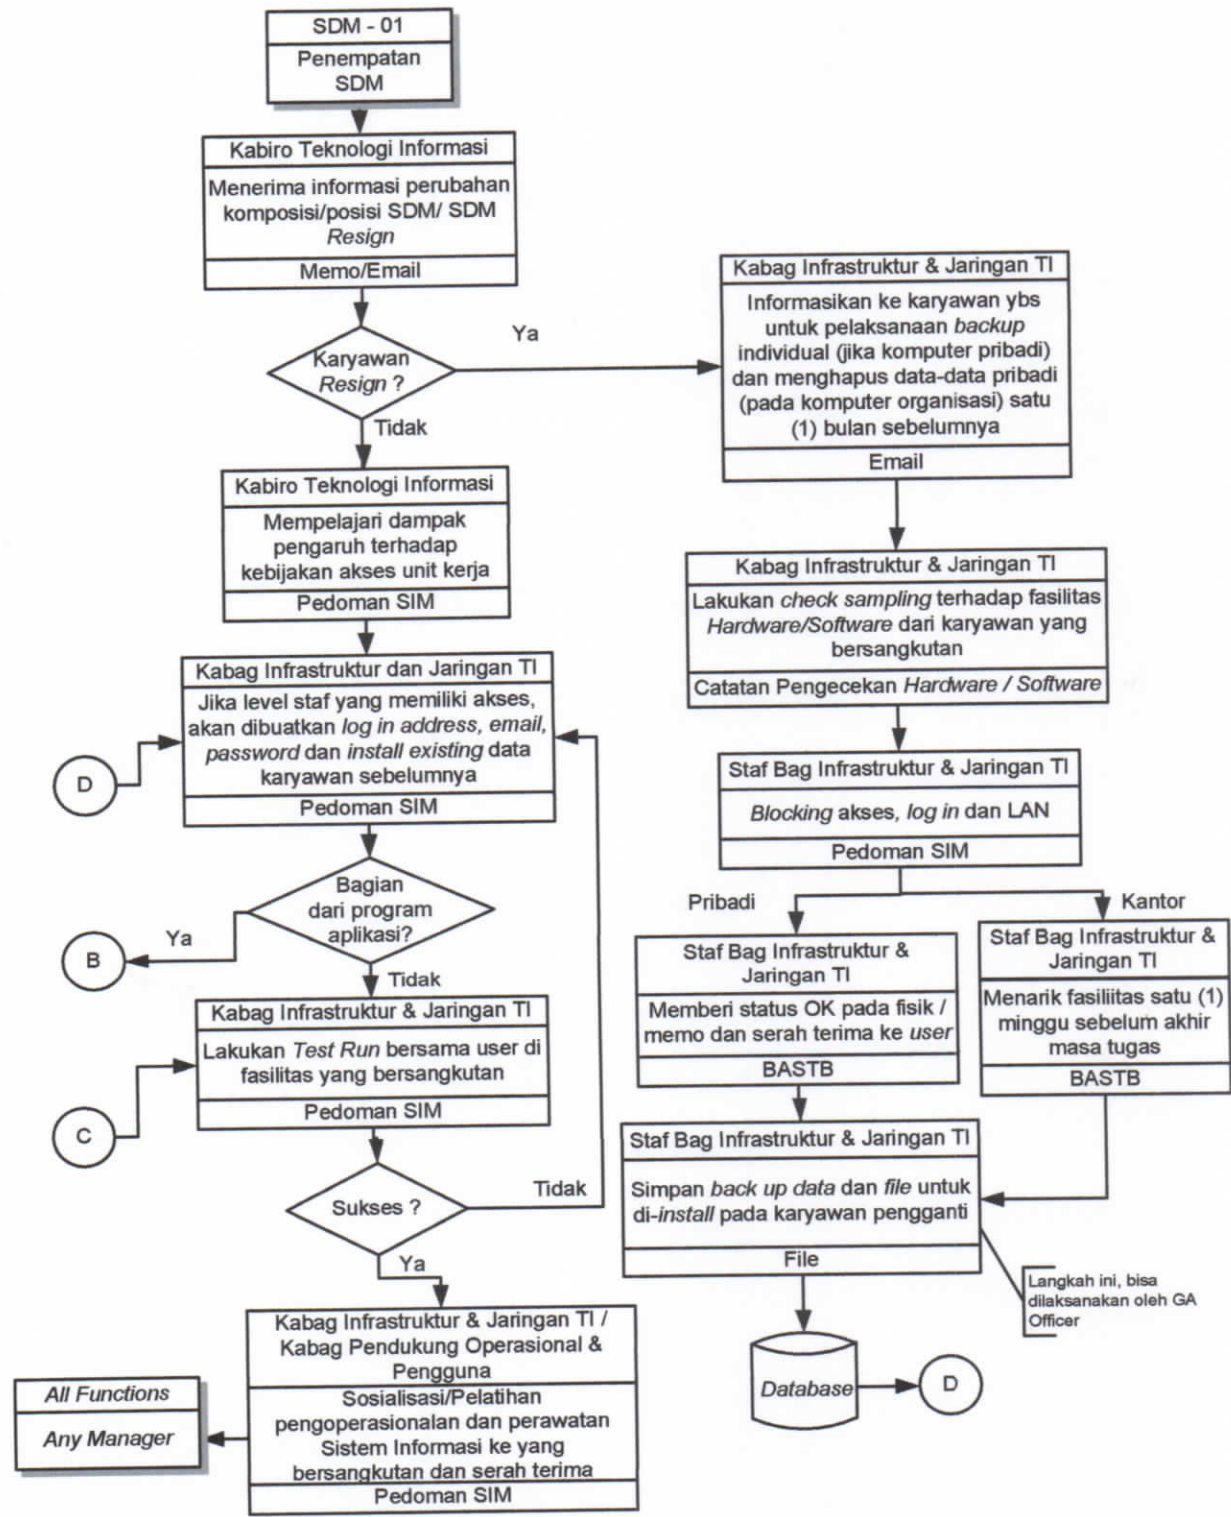 SDM - 01
Penempatan
SDM
Kabiro Teknologi Informasi
Menerima informasi perubahan
komposisi/posisi SDM/ SDM
Resign
Memo/Email
Karyawan
Resign ?
Ya
Tidak
Kabag Infrastruktur & Jaringan TI
Informasikan ke karyawan ybs
untuk pelaksanaan backup
individual (jika komputer pribadi)
dan menghapus data-data pribadi
(pada komputer organisasi) satu
(1) bulan sebelumnya
Email
Kabiro Teknologi Informasi
Mempelajari dampak
pengaruh terhadap
kebijakan akses unit kerja
Pedoman SIM
Kabag Infrastruktur & Jaringan TI
Lakukan check sampling terhadap fasilitas
Hardware/Software dari karyawan yang
bersangkutan
Catatan Pengecekan Hardware / Software
Kabag Infrastruktur dan Jaringan TI
Jika level staf yang memiliki akses,
akan dibuatkan log in address, email,
password dan install existing data
karyawan sebelumnya
Pedoman SIM
D
Staf Bag Infrastruktur & Jaringan TI
Blocking akses, log in dan LAN
Pedoman SIM
Bagian
dari program
aplikasi?
Ya
B
Tidak
Pribadi
Kantor
Staf Bag Infrastruktur &
Jaringan TI
Memberi status OK pada fisik /
memo dan serah terima ke user
BASTB
Staf Bag Infrastruktur &
Jaringan TI
Menarik fasiliitas satu (1)
minggu sebelum akhir
masa tugas
BASTB
Kabag Infrastruktur & Jaringan TI
Lakukan Test Run bersama user di
fasilitas yang bersangkutan
Pedoman SIM
C
Staf Bag Infrastruktur & Jaringan TI
Simpan back up data dan file untuk
di-install pada karyawan pengganti
File
Sukses ?
Tidak
Ya
Langkah ini, bisa
dilaksanakan oleh GA
Officer
Kabag Infrastruktur & Jaringan TI /
Kabag Pendukung Operasional &
Pengguna
Sosialisasi/Pelatihan
pengoperasionalan dan perawatan
Sistem Informasi ke yang
bersangkutan dan serah terima
Pedoman SIM
All Functions
Any Manager
Database
D